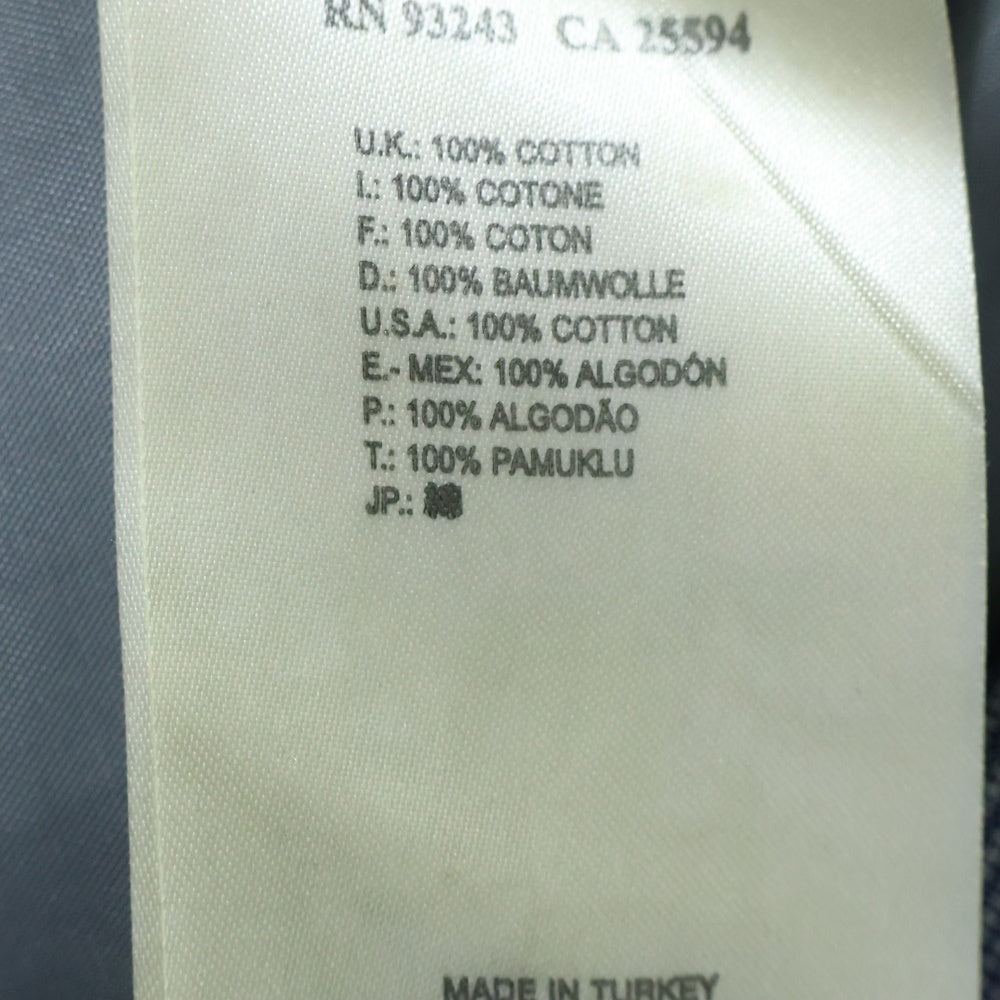 RN 93243 CA 25594
U.K.: 100% COTTON
I.: 100% COTONE
F.: 100% COTON
D.: 100% BAUMWOLLE
U.S.A.: 100% COTTON
E.- MEX: 100% ALGODÓN
P.: 100% ALGODÃO
T.: 100% PAMUKLU
JP.:
MADE IN TURKEY